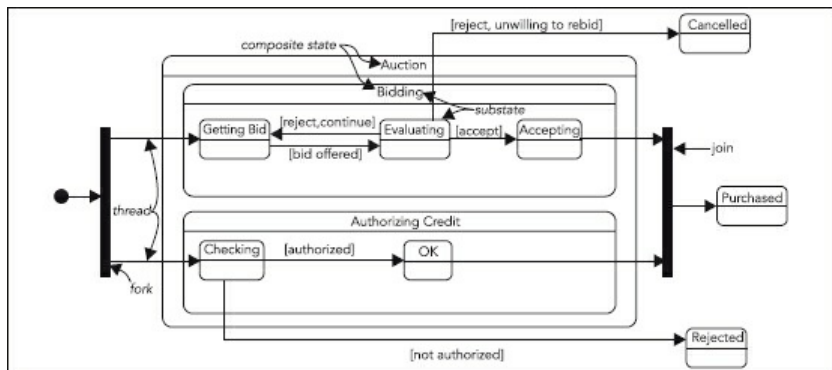 [reject, unwilling to rebid]
Cancelled
composite state
Auction
Bidding
substate
Getting Bid
[reject,continue]
Evaluating
[accept]
Accepting
[bid offered]
join
thread
Purchased
Authorizing Credit
Checking
[authorized]
OK
fork
Rejected
[not authorized]